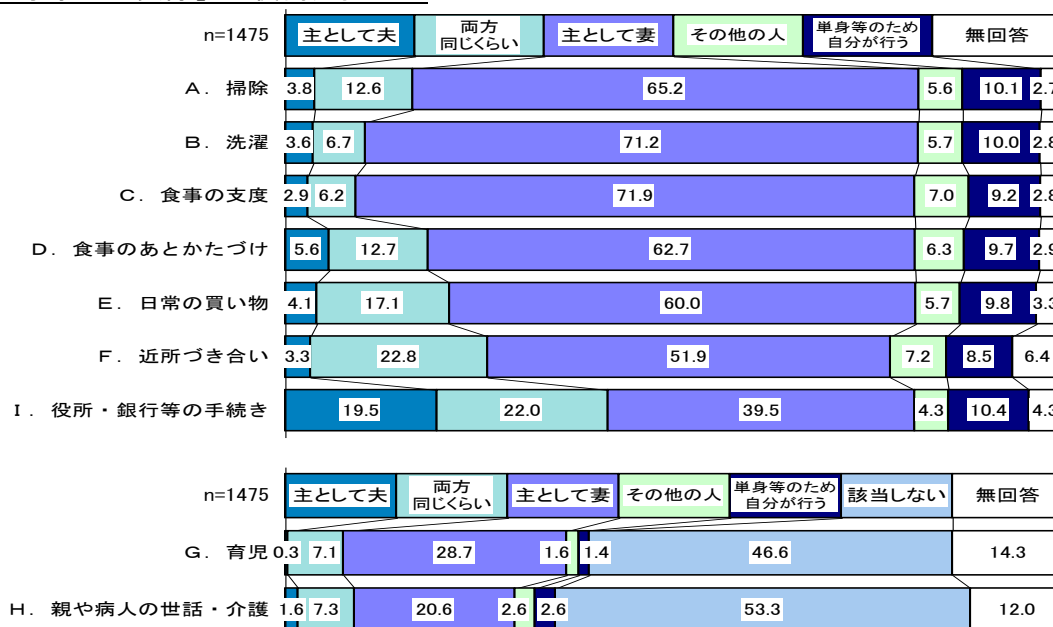 n=1475 主として夫 両方 同じくらい 主として妻 その他の人 単身等のため 自分が行う 無回答
A. 掃除 3.8 12.6 65.2 5.6 10.1 2.7
B. 洗濯 3.6 6.7 71.2 5.7 10.0 2.8
C. 食事の支度 2.9 6.2 71.9 7.0 9.2 2.8
D. 食事のあとかたづけ 5.6 12.7 62.7 6.3 9.7 2.9
E. 日常の買い物 4.1 17.1 60.0 5.7 9.8 3.3
F. 近所づき合い 3.3 22.8 51.9 7.2 8.5 6.4
I. 役所・銀行等の手続き 19.5 22.0 39.5 4.3 10.4 4.3
n=1475 主として夫 両方 同じくらい 主として妻 その他の人 単身等のため 自分が行う 該当しない 無回答
G. 育児 0.3 7.1 28.7 1.6 1.4 46.6 14.3
H. 親や病人の世話・介護 1.6 7.3 20.6 2.6 2.6 53.3 12.0